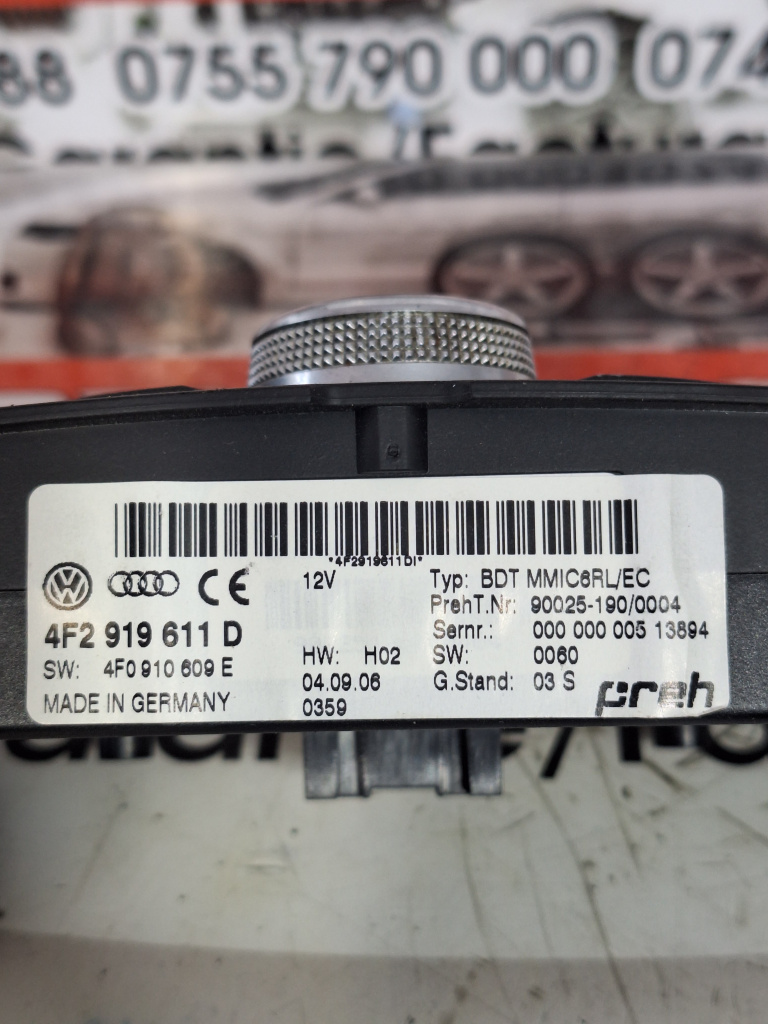 88 0755 790 000 074
*4F2919611DI*
CE 12V Typ: BDT MMIC6RL/EC
PrehT.Nr: 90025-190/0004
4F2 919 611 D Sernr.: 000 000 005 13894
SW: 4F0 910 609 E HW: H02 SW: 0060
MADE IN GERMANY 04.09.06 G.Stand: 03 S preh
0359